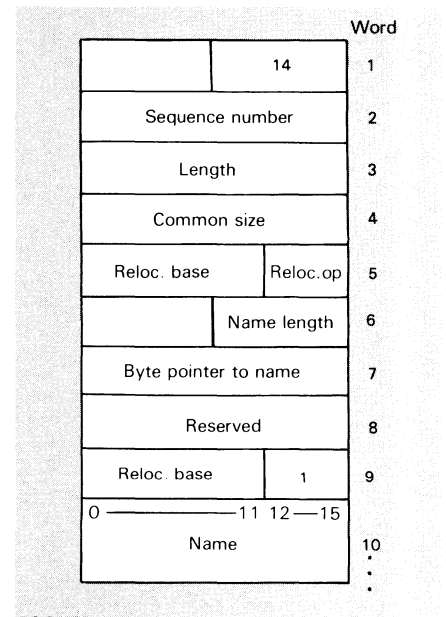 Word
14 1
Sequence number 2
Length 3
Common size 4
Reloc. base Reloc.op 5
Name length 6
Byte pointer to name 7
Reserved 8
Reloc. base 1 9
0 11 12 15
Name 10